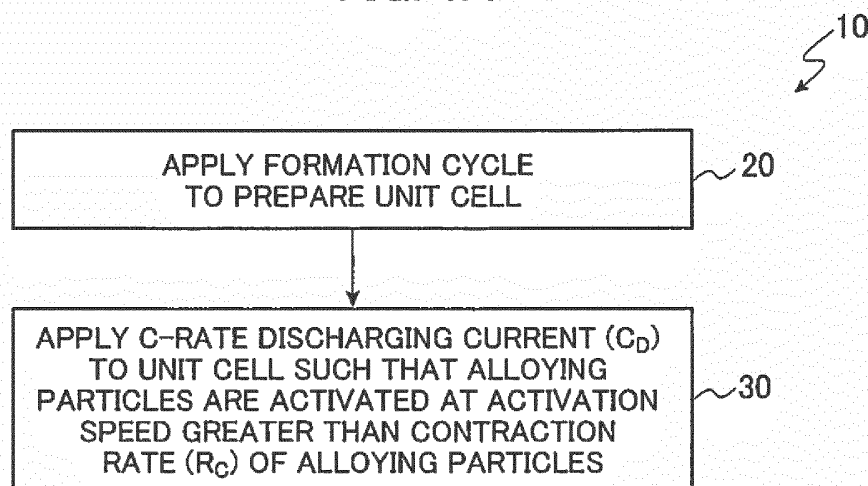 10
APPLY FORMATION CYCLE
TO PREPARE UNIT CELL
20
APPLY C-RATE DISCHARGING CURRENT (CD)
TO UNIT CELL SUCH THAT ALLOYING
PARTICLES ARE ACTIVATED AT ACTIVATION
SPEED GREATER THAN CONTRACTION
RATE (RC) OF ALLOYING PARTICLES
30